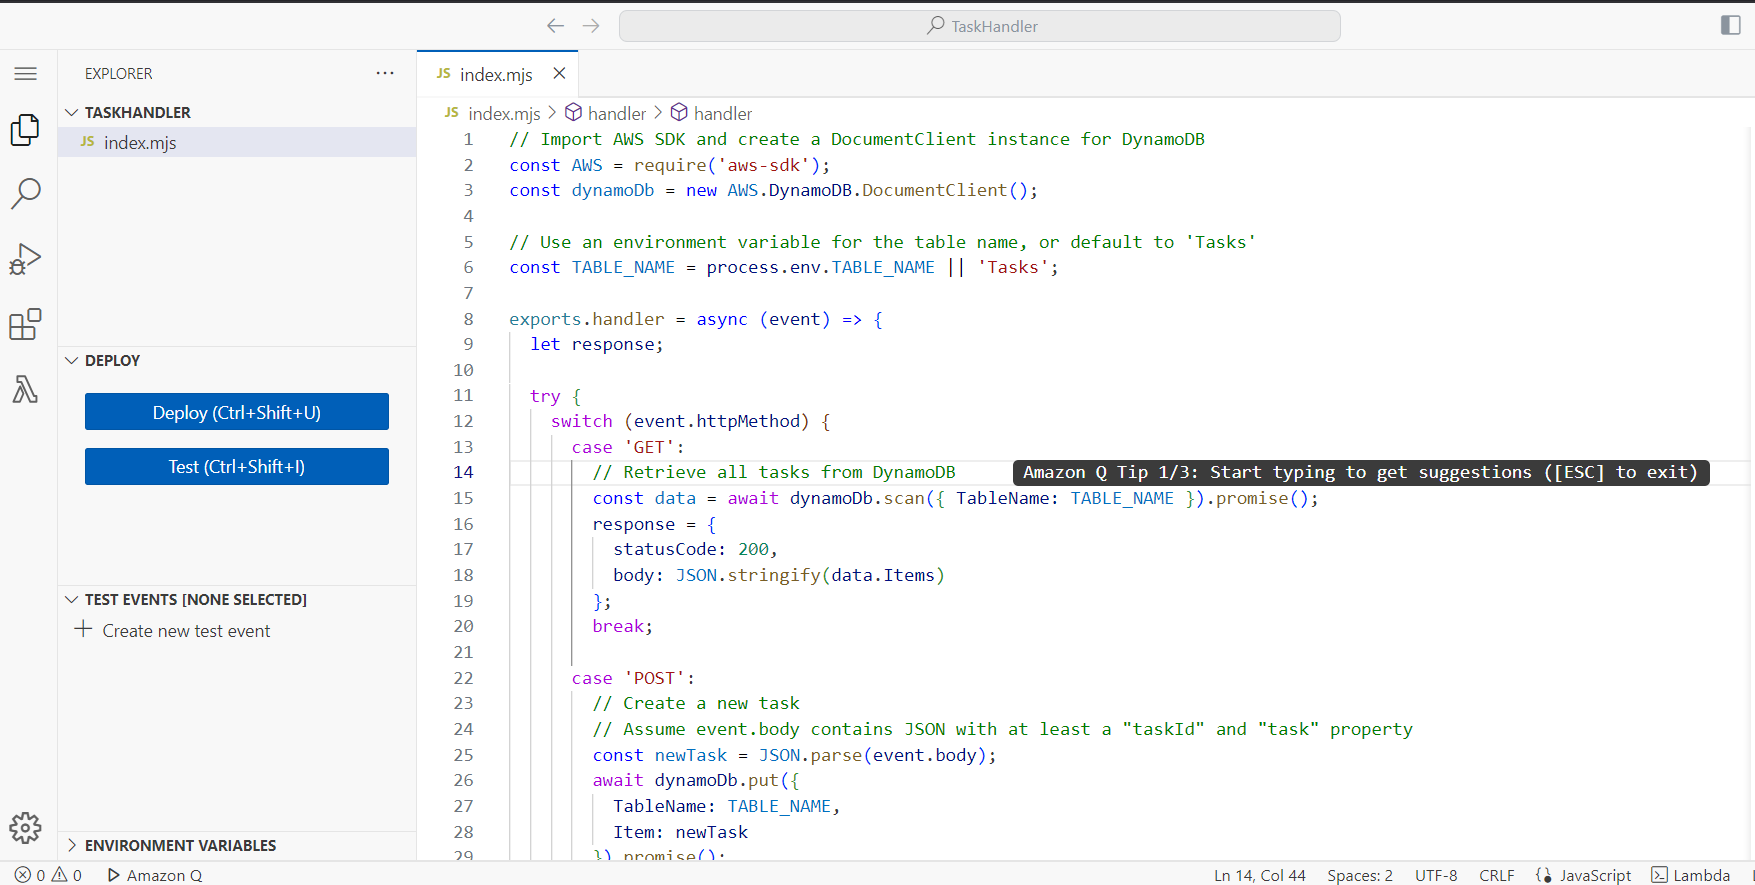 TaskHandler
EXPLORER
TASKHANDLER
JS index.mjs
DEPLOY
Deploy (Ctrl+Shift+U)
Test (Ctrl+Shift+I)
TEST EVENTS [NONE SELECTED]
Create new test event
ENVIRONMENT VARIABLES
JS index.mjs
JS index.mjs > handler > handler
1 // Import AWS SDK and create a DocumentClient instance for DynamoDB
2 const AWS = require('aws-sdk');
3 const dynamoDb = new AWS.DynamoDB.DocumentClient();
4
5 // Use an environment variable for the table name, or default to 'Tasks'
6 const TABLE_NAME = process.env.TABLE_NAME || 'Tasks';
7
8 exports.handler = async (event) => {
9 let response;
10
11 try {
12 switch (event.httpMethod) {
13 case 'GET':
14 // Retrieve all tasks from DynamoDB Amazon Q Tip 1/3: Start typing to get suggestions ([ESC] to exit)
15 const data = await dynamoDb.scan({ TableName: TABLE_NAME }).promise();
16 response = {
17 statusCode: 200,
18 body: JSON.stringify(data.Items)
19 };
20 break;
21
22 case 'POST':
23 // Create a new task
24 // Assume event.body contains JSON with at least a "taskId" and "task" property
25 const newTask = JSON.parse(event.body);
26 await dynamoDb.put({
27 TableName: TABLE_NAME,
28 Item: newTask
29 }).promise();
0 0 Amazon Q Ln 14, Col 44 Spaces: 2 UTF-8 CRLF {} JavaScript Lambda